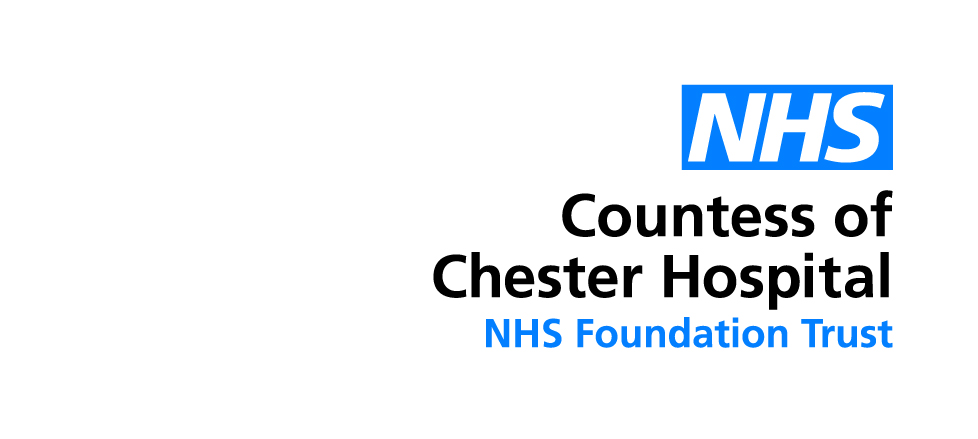 NHS
Countess of
Chester Hospital
NHS Foundation Trust